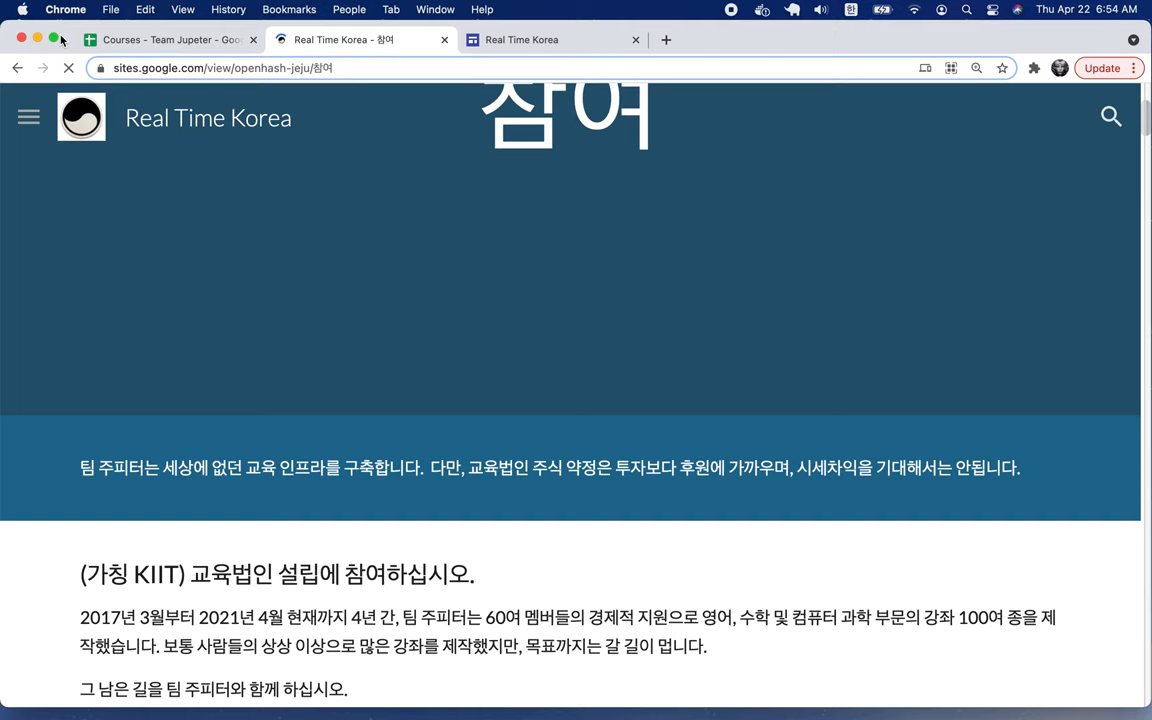 Chrome File Edit View History Bookmarks People Tab Window Help 한 Thu Apr 22 6:54 AM
Courses - Team Jupeter - Goo Real Time Korea - 참여 Real Time Korea
sites.google.com/view/openhash-jeju/참여 Update
참여
Real Time Korea
팀 주피터는 세상에 없던 교육 인프라를 구축합니다. 다만, 교육법인 주식 약정은 투자보다 후원에 가까우며, 시세차익을 기대해서는 안됩니다.
(가칭 KIIT) 교육법인 설립에 참여하십시오.
2017년 3월부터 2021년 4월 현재까지 4년 간, 팀 주피터는 60여 멤버들의 경제적 지원으로 영어, 수학 및 컴퓨터 과학 부문의 강좌 100여 종을 제
작했습니다. 보통 사람들의 상상 이상으로 많은 강좌를 제작했지만, 목표까지는 갈 길이 멉니다.
그 남은 길을 팀 주피터와 함께 하십시오.